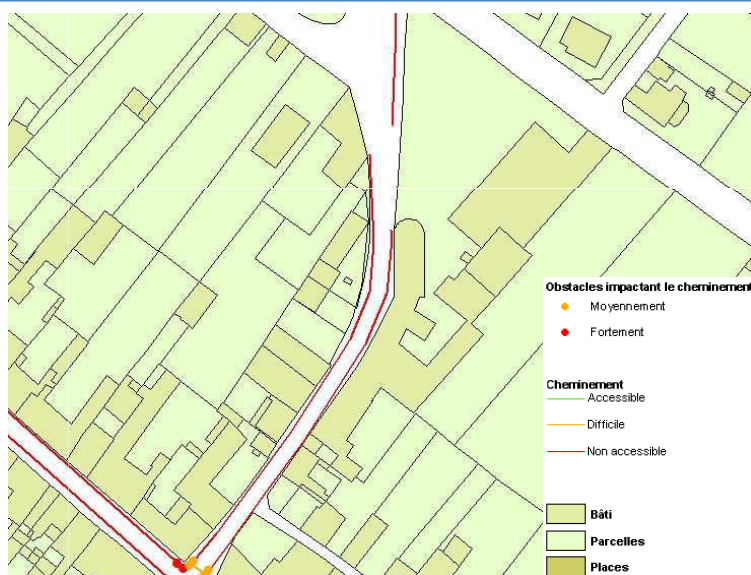 Obstacles impactant le cheminement
Moyennement
Fortement
Cheminement
Accessible
Difficile
Non accessible
Bâti
Parcelles
Places